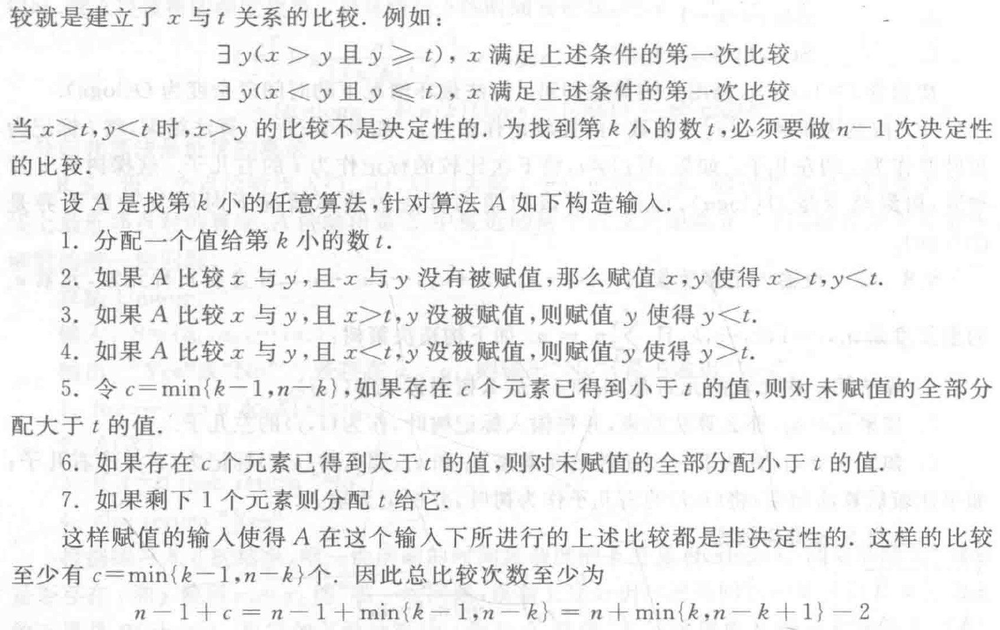 较就是建立了 x 与 t 关系的比较. 例如：
∃y(x > y 且 y ⩾ t), x 满足上述条件的第一次比较
∃y(x < y 且 y ⩽ t), x 满足上述条件的第一次比较
当 x>t,y<t 时,x>y 的比较不是决定性的. 为找到第 k 小的数 t,必须要做 n−1 次决定性
的比较.
设 A 是找第 k 小的任意算法,针对算法 A 如下构造输入.
1. 分配一个值给第 k 小的数 t.
2. 如果 A 比较 x 与 y,且 x 与 y 没有被赋值,那么赋值 x,y 使得 x>t,y<t.
3. 如果 A 比较 x 与 y,且 x>t,y 没被赋值,则赋值 y 使得 y<t.
4. 如果 A 比较 x 与 y,且 x<t,y 没被赋值,则赋值 y 使得 y>t.
5. 令 c=min{k−1,n−k},如果存在 c 个元素已得到小于 t 的值,则对未赋值的全部分
配大于 t 的值.
6. 如果存在 c 个元素已得到大于 t 的值,则对未赋值的全部分配小于 t 的值.
7. 如果剩下 1 个元素则分配 t 给它.
这样赋值的输入使得 A 在这个输入下所进行的上述比较都是非决定性的. 这样的比较
至少有 c=min{k−1,n−k}个. 因此总比较次数至少为
n − 1 + c = n − 1 + min{k − 1,n − k} = n + min{k,n − k + 1} − 2